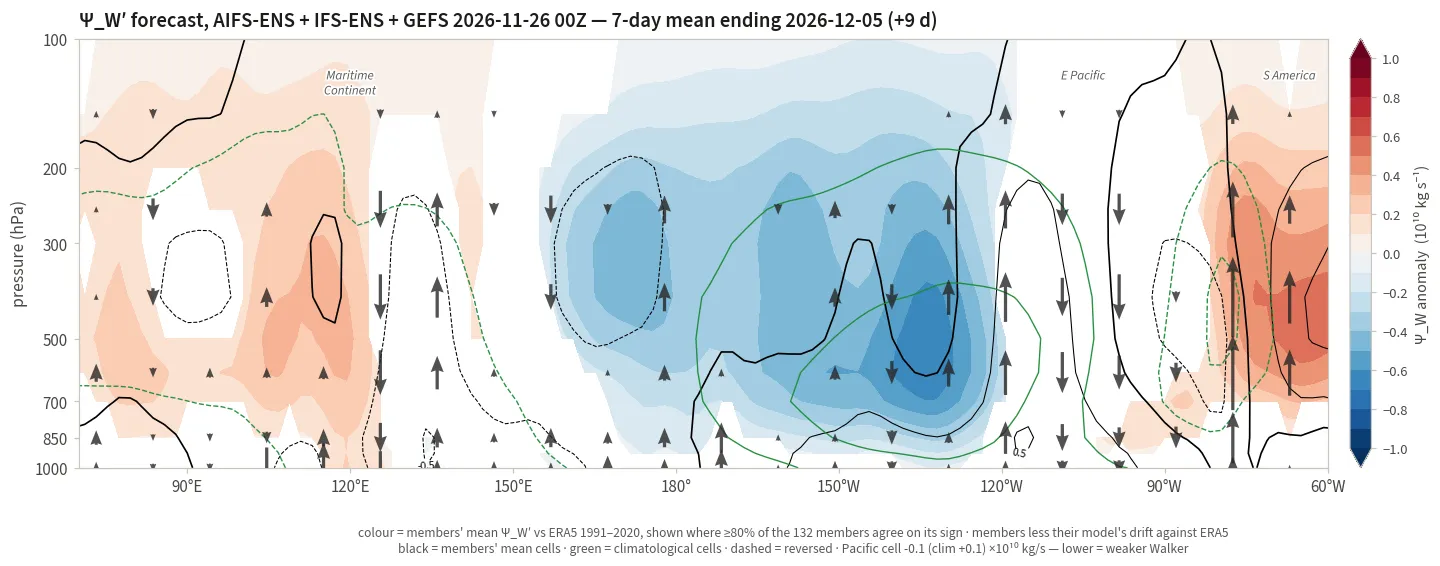 Ψ_W′ forecast, AIFS-ENS + IFS-ENS + GEFS 2026-11-26 00Z — 7-day mean ending 2026-12-05 (+9 d)
Maritime
Continent
E Pacific
S America
pressure (hPa)
100
200
300
400
500
700
850
1000
90°E
120°E
150°E
180°
150°W
120°W
90°W
60°W
-0.5
0.5
1.0
0.8
0.6
0.4
0.2
0.0
−0.2
−0.4
−0.6
−0.8
−1.0
Ψ_W anomaly (10¹⁰ kg s⁻¹)
colour = members' mean Ψ_W′ vs ERA5 1991–2020, shown where ≥80% of the 132 members agree on its sign · members less their model's drift against ERA5
black = members' mean cells · green = climatological cells · dashed = reversed · Pacific cell -0.1 (clim +0.1) ×10¹⁰ kg/s — lower = weaker Walker